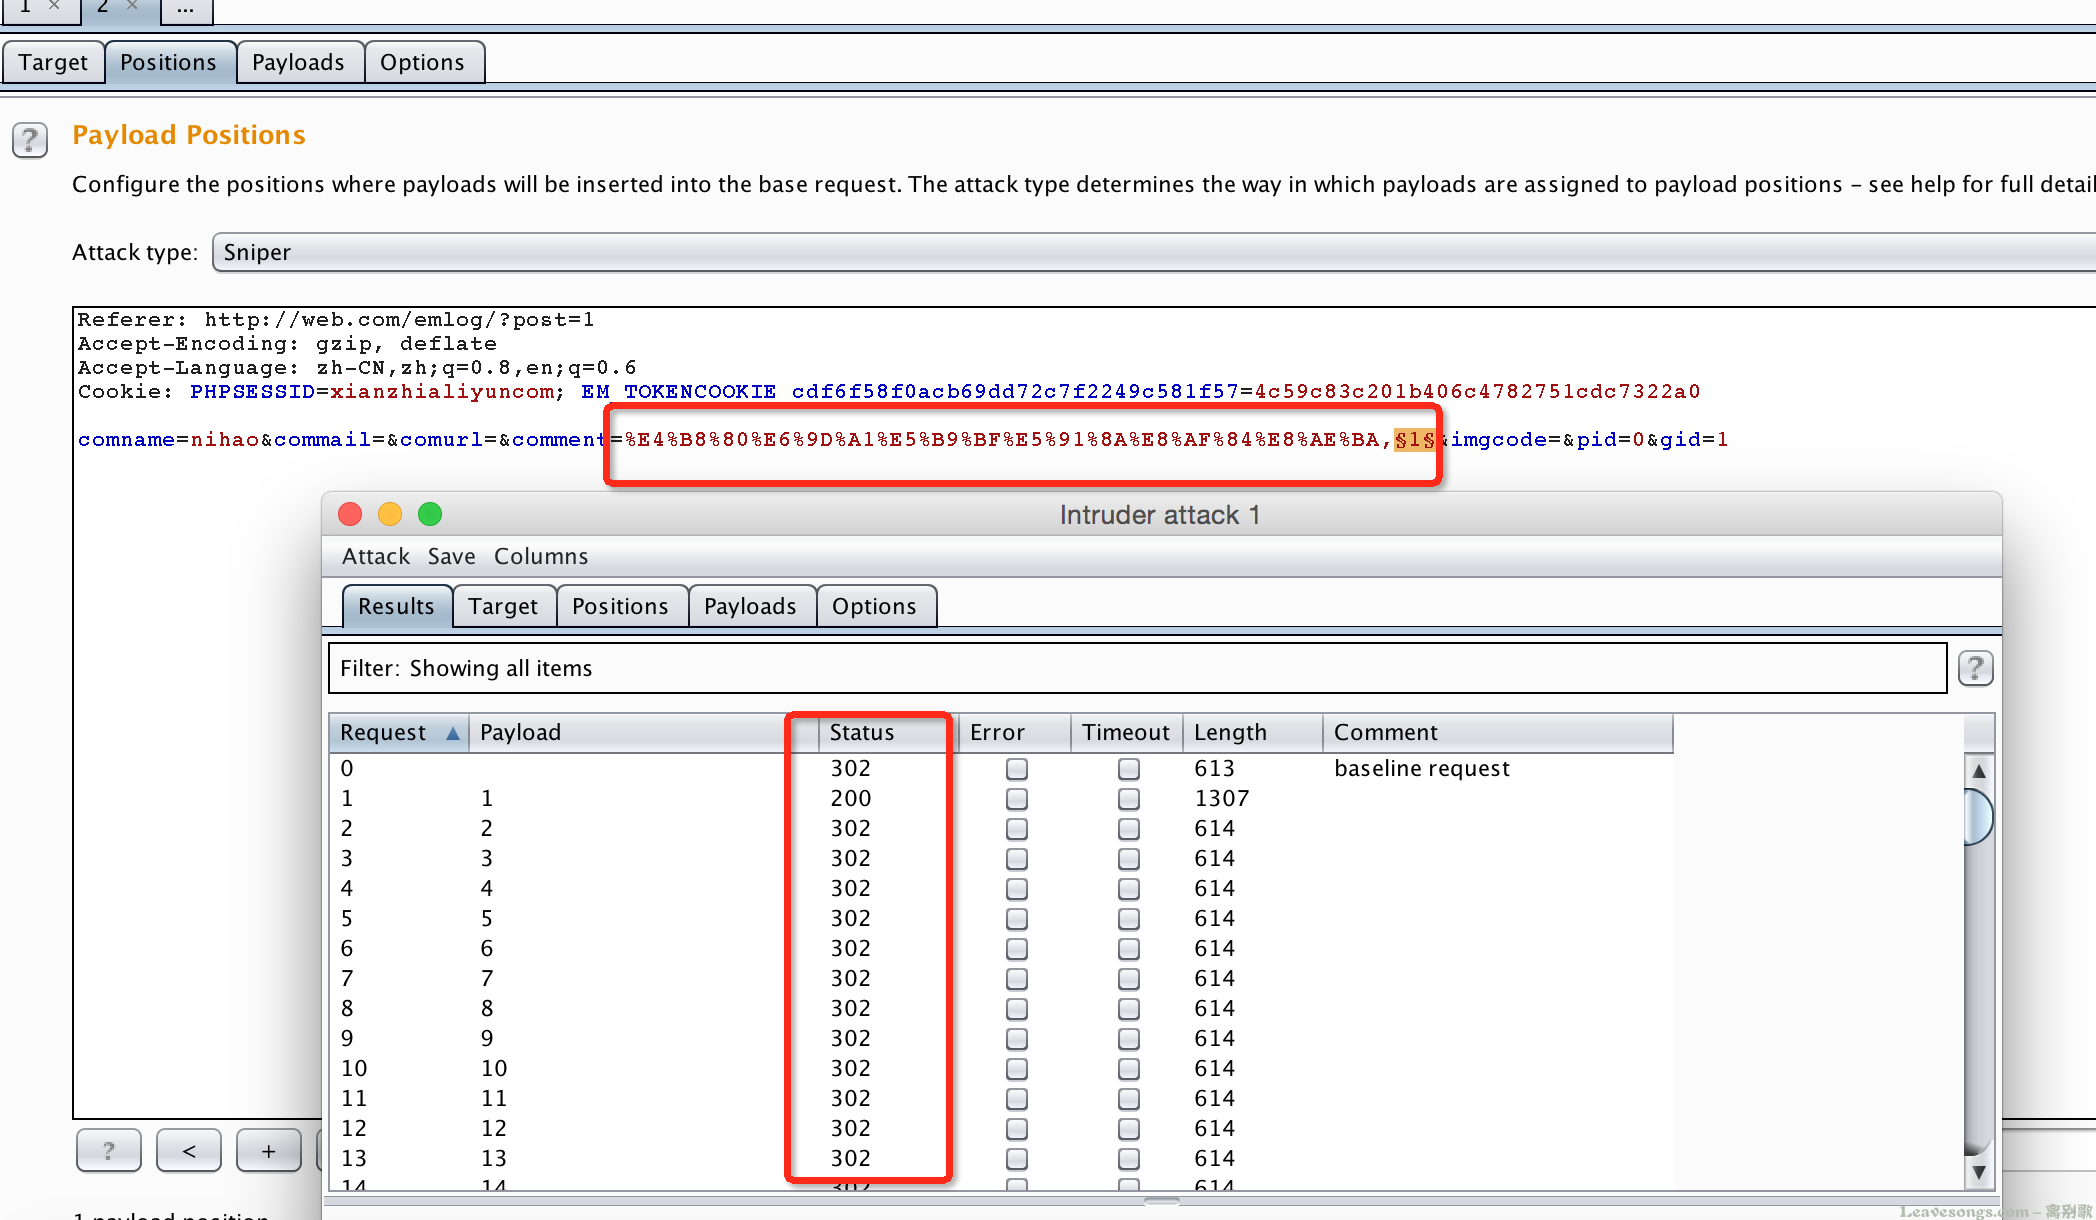 1 × 2 × ...
Target Positions Payloads Options
? Payload Positions
Configure the positions where payloads will be inserted into the base request. The attack type determines the way in which payloads are assigned to payload positions – see help for full detail
Attack type: Sniper
Referer: http://web.com/emlog/?post=1
Accept-Encoding: gzip, deflate
Accept-Language: zh-CN,zh;q=0.8,en;q=0.6
Cookie: PHPSESSID=xianzhialiyuncom; EM_TOKENCOOKIE_cdf6f58f0acb69dd72c7f2249c581f57=4c59c83c201b406c4782751cdc7322a0
comname=nihao&commail=&comurl=&comment=%E4%B8%80%E6%9D%A1%E5%B9%BF%E5%91%8A%E8%AF%84%E8%AE%BA,§1§&imgcode=&pid=0&gid=1
Intruder attack 1
Attack Save Columns
Results Target Positions Payloads Options
Filter: Showing all items ?
Request ▲ Payload Status Error Timeout Length Comment
0 302 613 baseline request
1 1 200 1307
2 2 302 614
3 3 302 614
4 4 302 614
5 5 302 614
6 6 302 614
7 7 302 614
8 8 302 614
9 9 302 614
10 10 302 614
11 11 302 614
12 12 302 614
13 13 302 614
14 14 302 614
? < +
1 payload position
Leavesongs.com - 离别歌